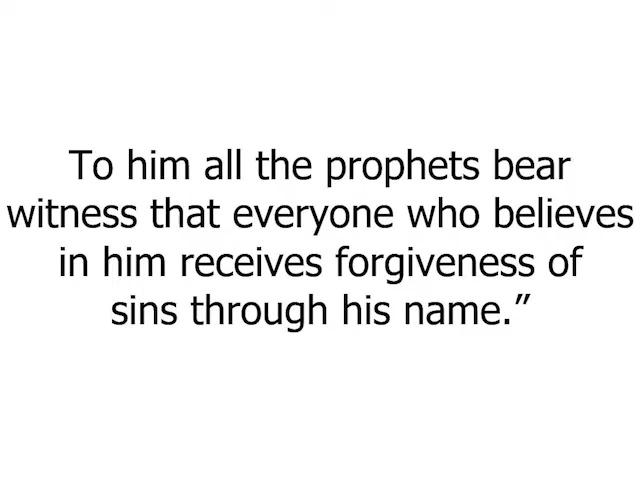 To him all the prophets bear
witness that everyone who believes
in him receives forgiveness of
sins through his name.”